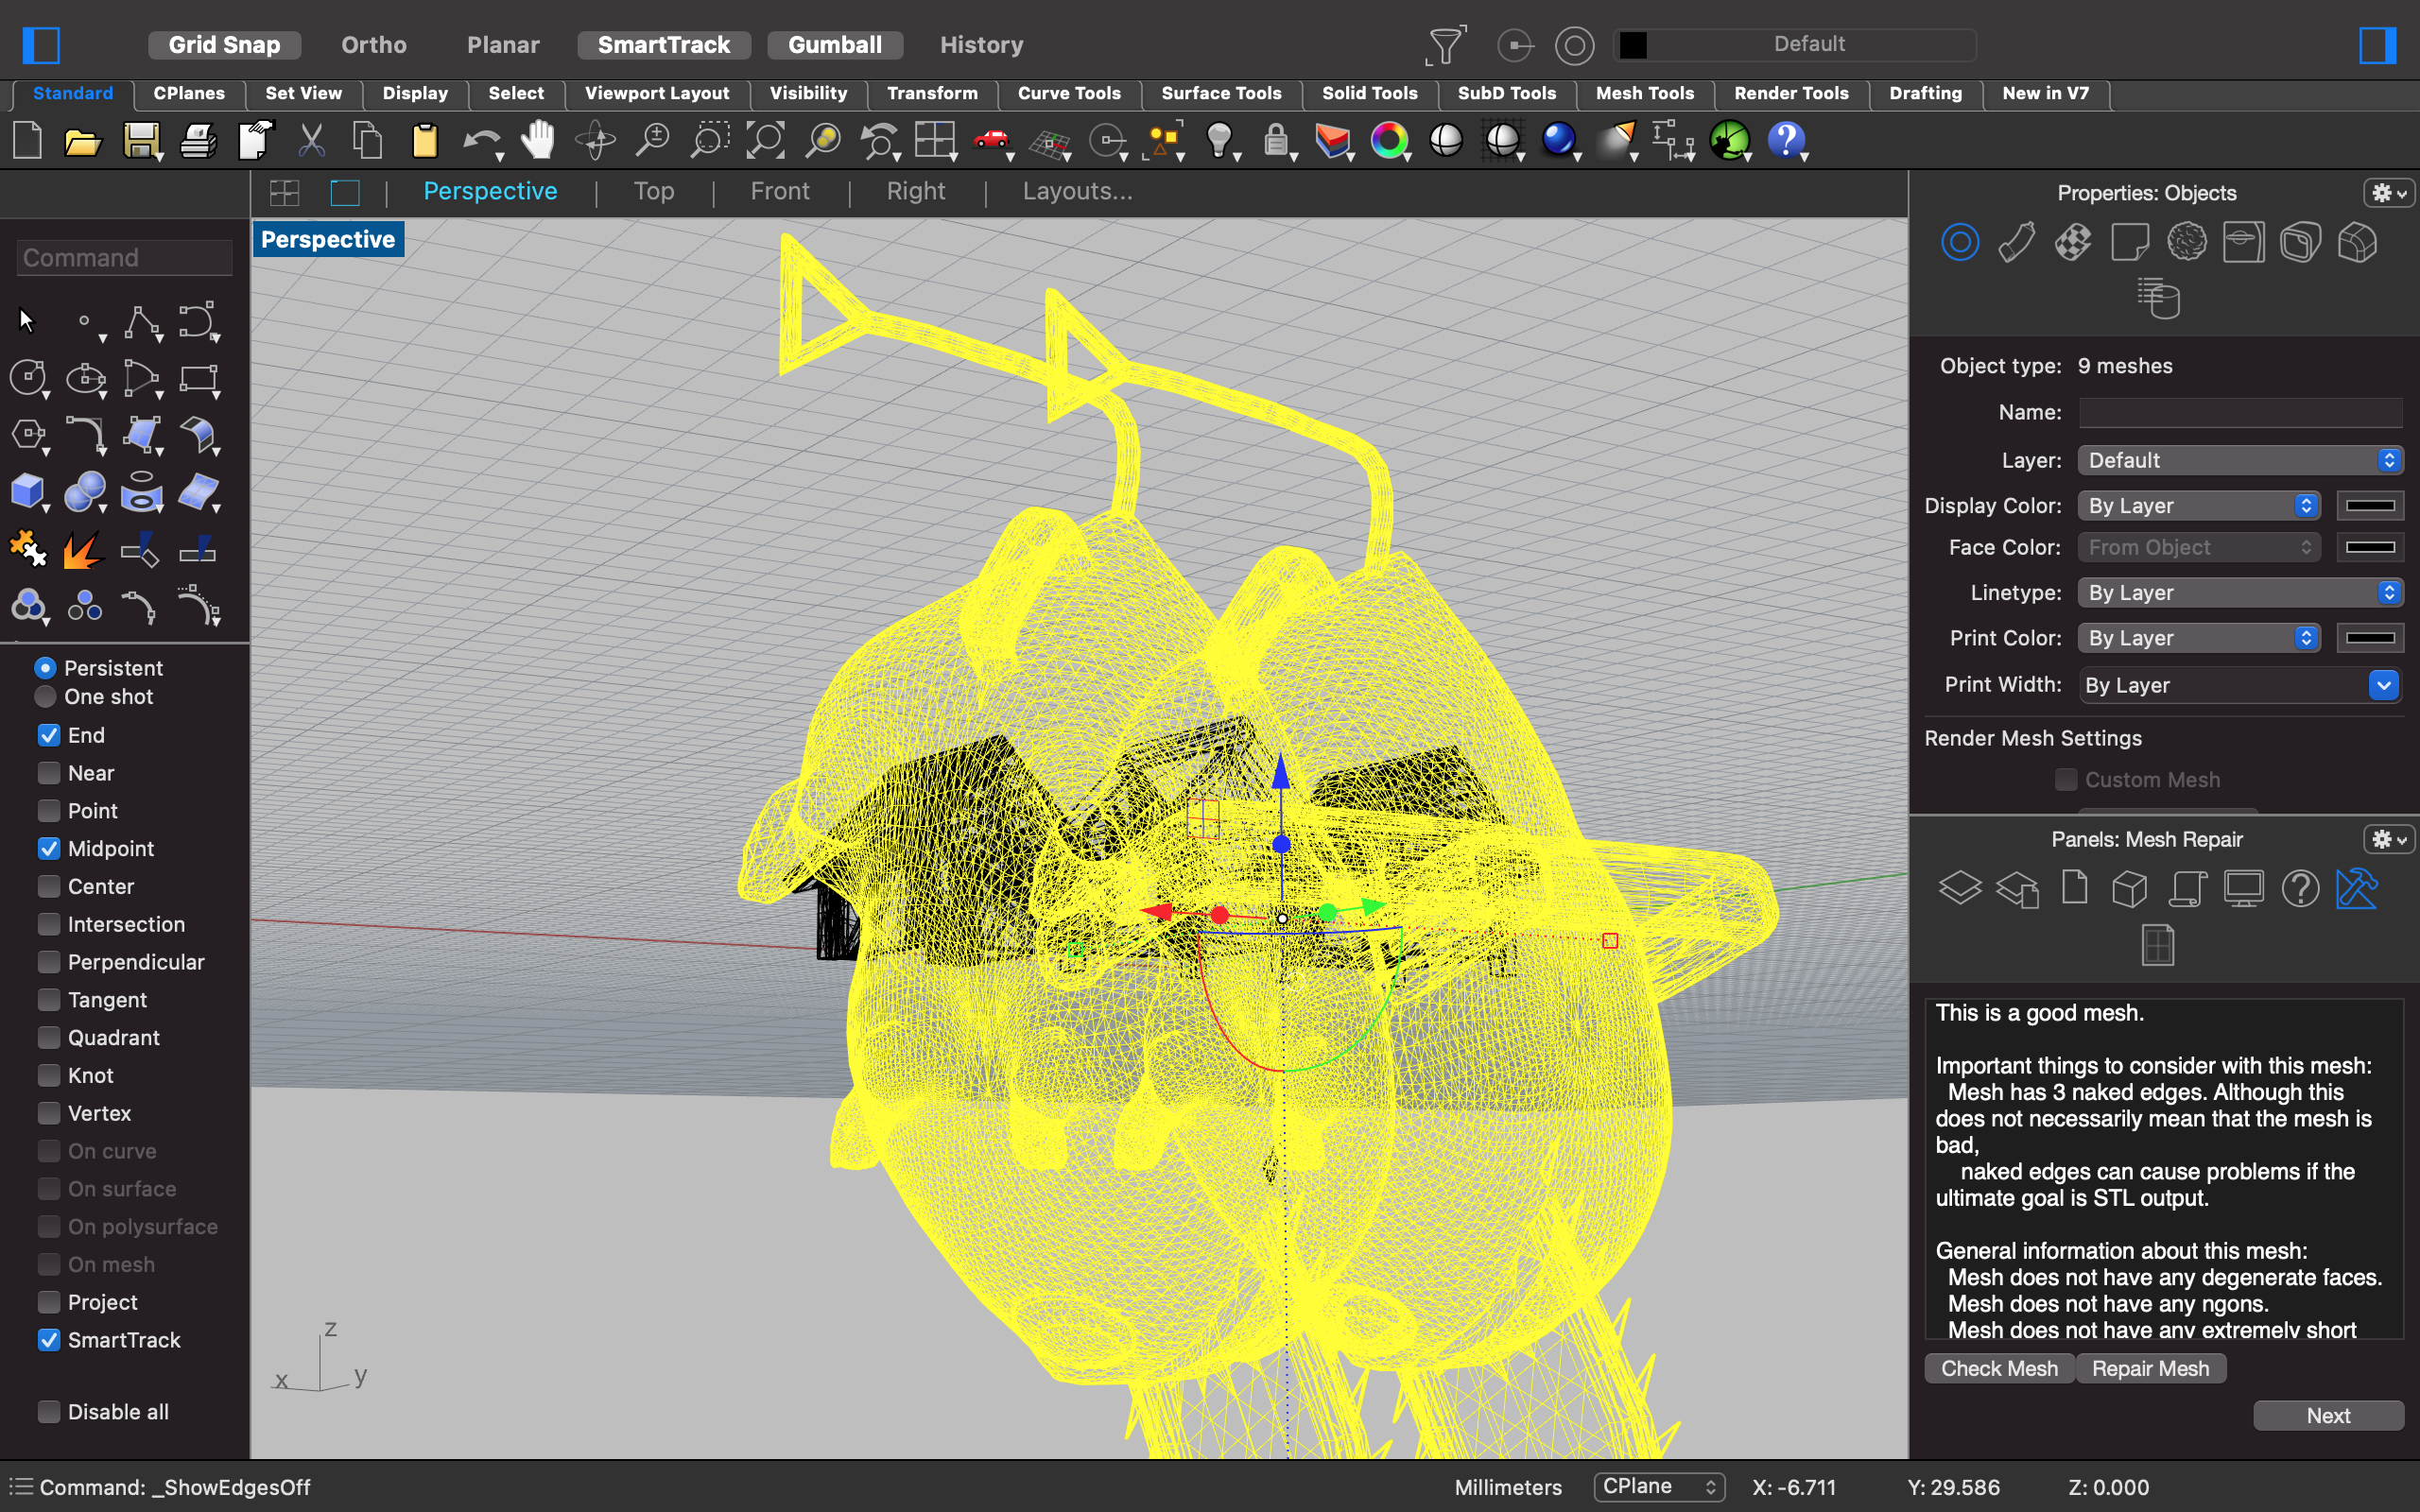 Grid Snap Ortho Planar SmartTrack Gumball History Default
Standard CPlanes Set View Display Select Viewport Layout Visibility Transform Curve Tools Surface Tools Solid Tools SubD Tools Mesh Tools Render Tools Drafting New in V7
Perspective Top Front Right Layouts...
Perspective
Command
Persistent
One shot
End
Near
Point
Midpoint
Center
Intersection
Perpendicular
Tangent
Quadrant
Knot
Vertex
On curve
On surface
On polysurface
On mesh
Project
SmartTrack
Disable all
z
x
y
Properties: Objects
Object type: 9 meshes
Name:
Layer: Default
Display Color: By Layer
Face Color: From Object
Linetype: By Layer
Print Color: By Layer
Print Width: By Layer
Render Mesh Settings
Custom Mesh
Panels: Mesh Repair
This is a good mesh.
Important things to consider with this mesh:
Mesh has 3 naked edges. Although this
does not necessarily mean that the mesh is
bad,
naked edges can cause problems if the
ultimate goal is STL output.
General information about this mesh:
Mesh does not have any degenerate faces.
Mesh does not have any ngons.
Mesh does not have any extremely short
Check Mesh Repair Mesh
Next
Command: _ShowEdgesOff
Millimeters CPlane X: -6.711 Y: 29.586 Z: 0.000